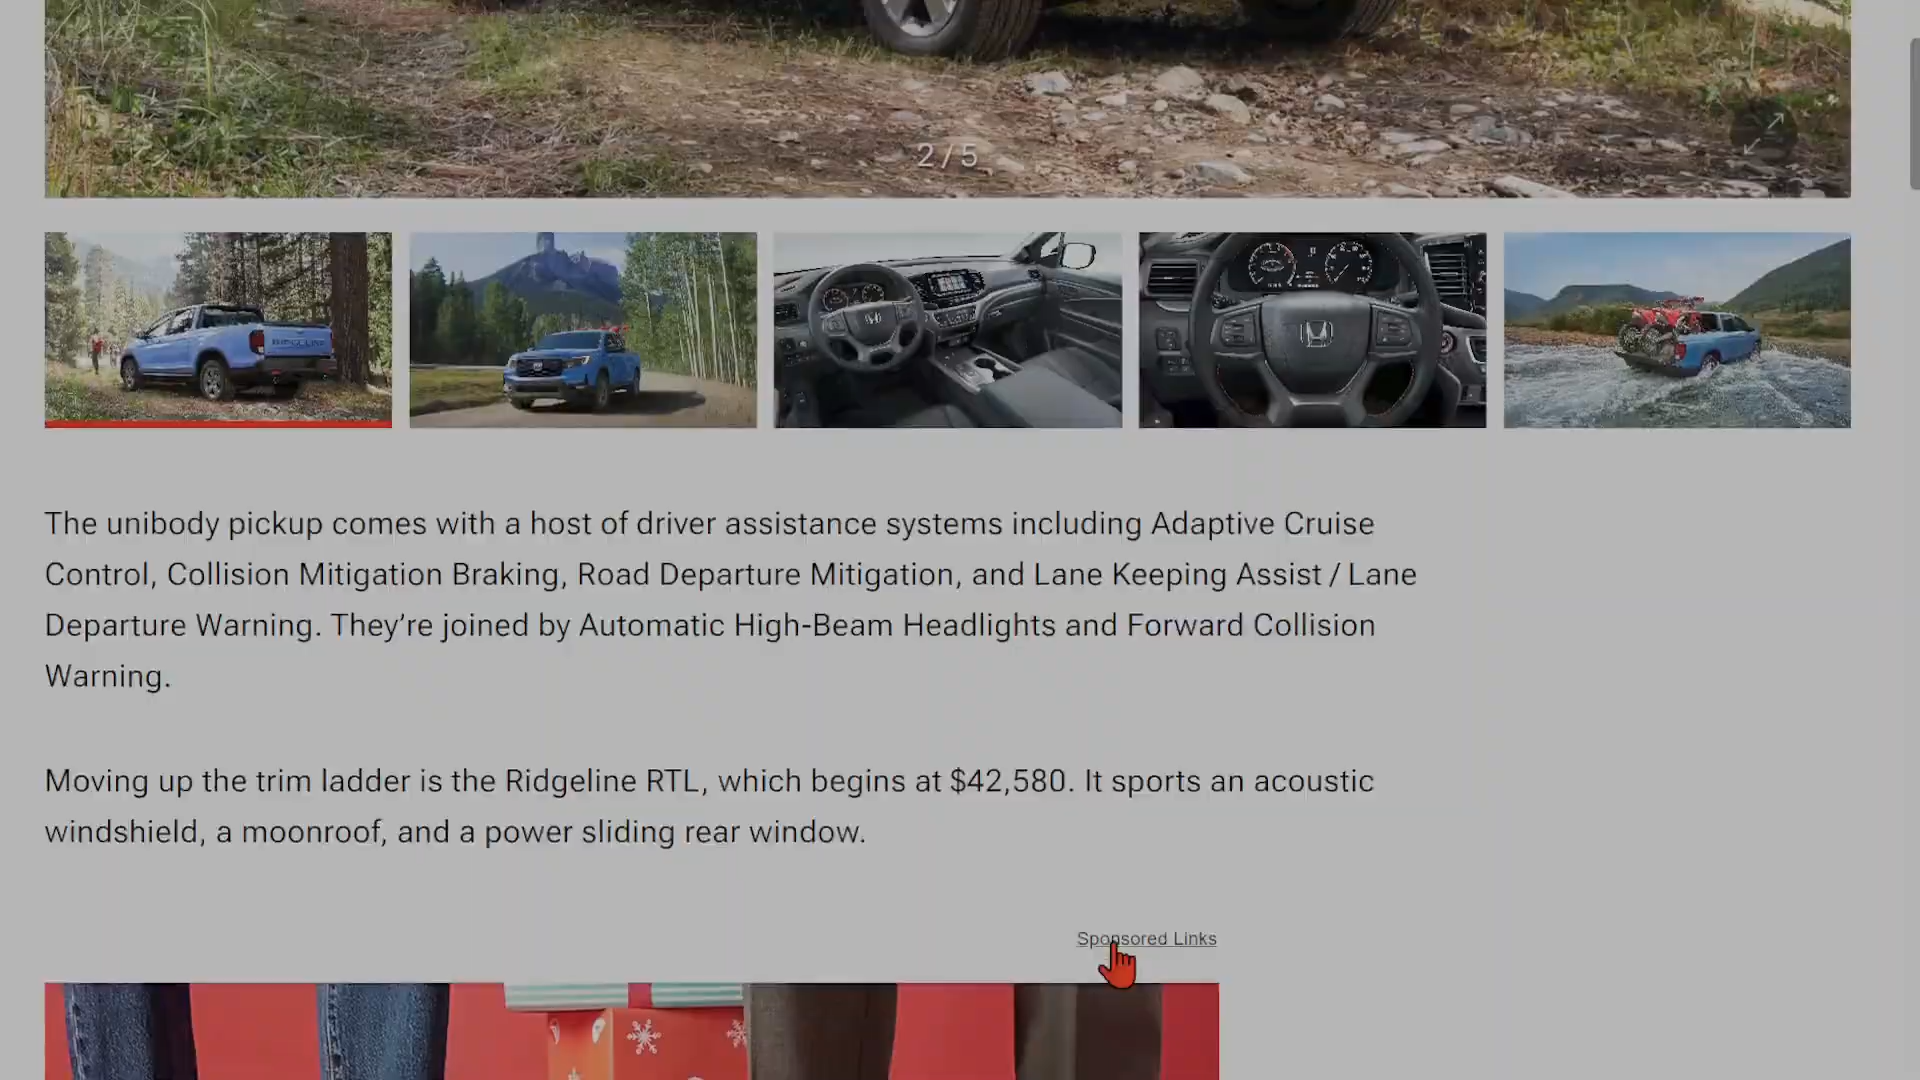 2 / 5
RIDGELINE
The unibody pickup comes with a host of driver assistance systems including Adaptive Cruise
Control, Collision Mitigation Braking, Road Departure Mitigation, and Lane Keeping Assist / Lane
Departure Warning. They’re joined by Automatic High-Beam Headlights and Forward Collision
Warning.
Moving up the trim ladder is the Ridgeline RTL, which begins at $42,580. It sports an acoustic
windshield, a moonroof, and a power sliding rear window.
Sponsored Links